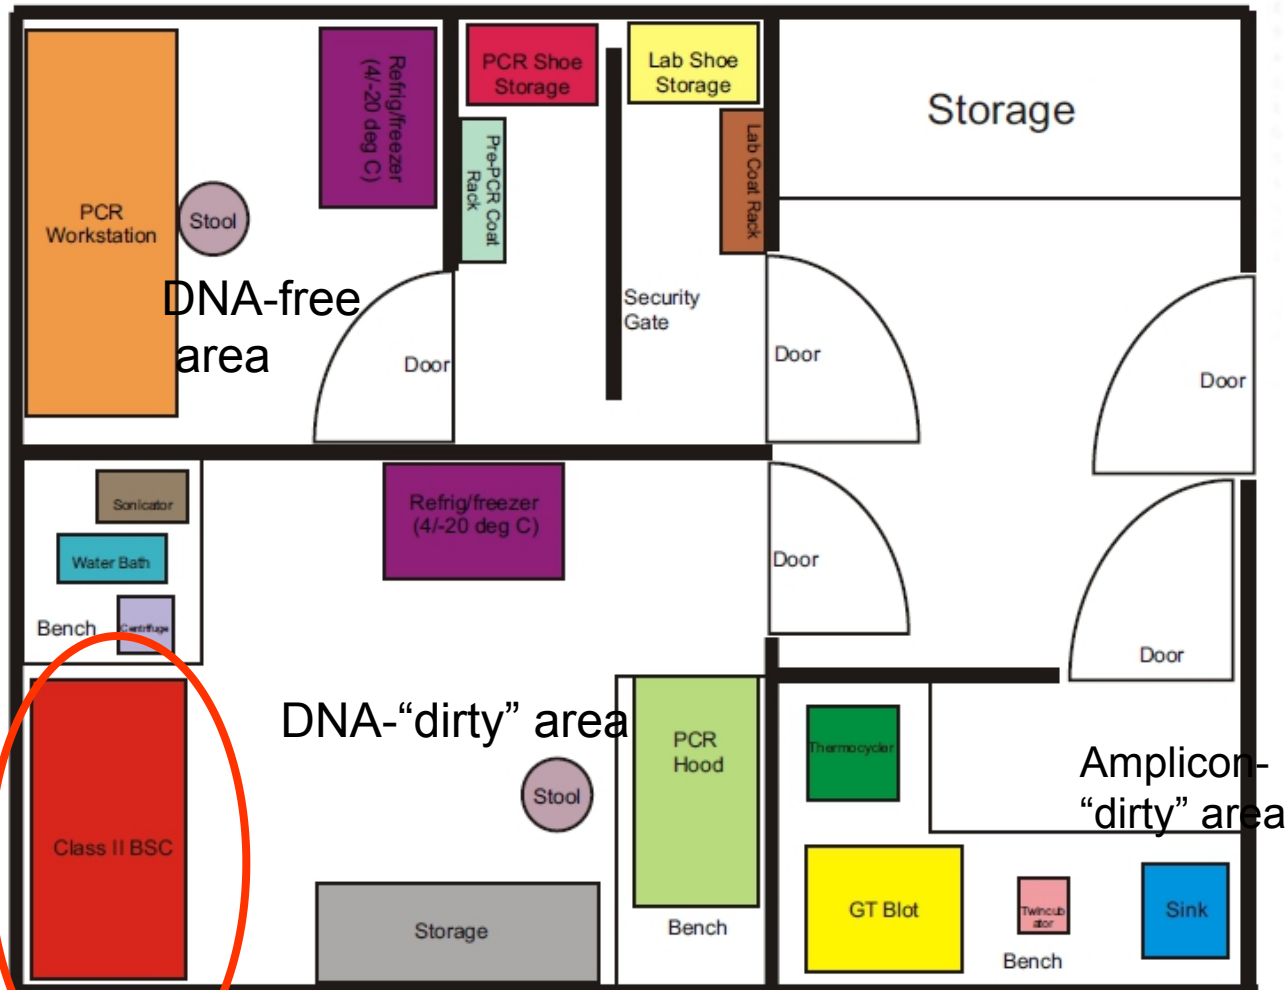 PCR
Workstation
Stool
Refrig/freezer
(4/-20 deg C)
DNA-free
area
Door
PCR Shoe
Storage
Pre-PCR Coat
Rack
Lab Shoe
Storage
Lab Coat Rack
Security
Gate
Storage
Door
Door
Sonicator
Water Bath
Bench
Centrifuge
Refrig/freezer
(4/-20 deg C)
Door
Door
Class II BSC
DNA-“dirty” area
Stool
Storage
PCR
Hood
Bench
Thermocycler
Amplicon-
“dirty” area
GT Blot
Twincub
ator
Bench
Sink